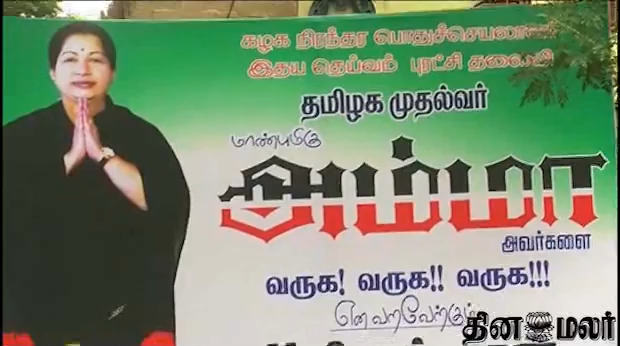 கழக நிரந்தர பொதுச்செயலாளர்
இதய தெய்வம் புரட்சி தலைவி
தமிழக முதல்வர்
மாண்புமிகு
அம்மா
அவர்களை
வருக! வருக!! வருக!!!
என வரவேற்கும்
தினமலர்